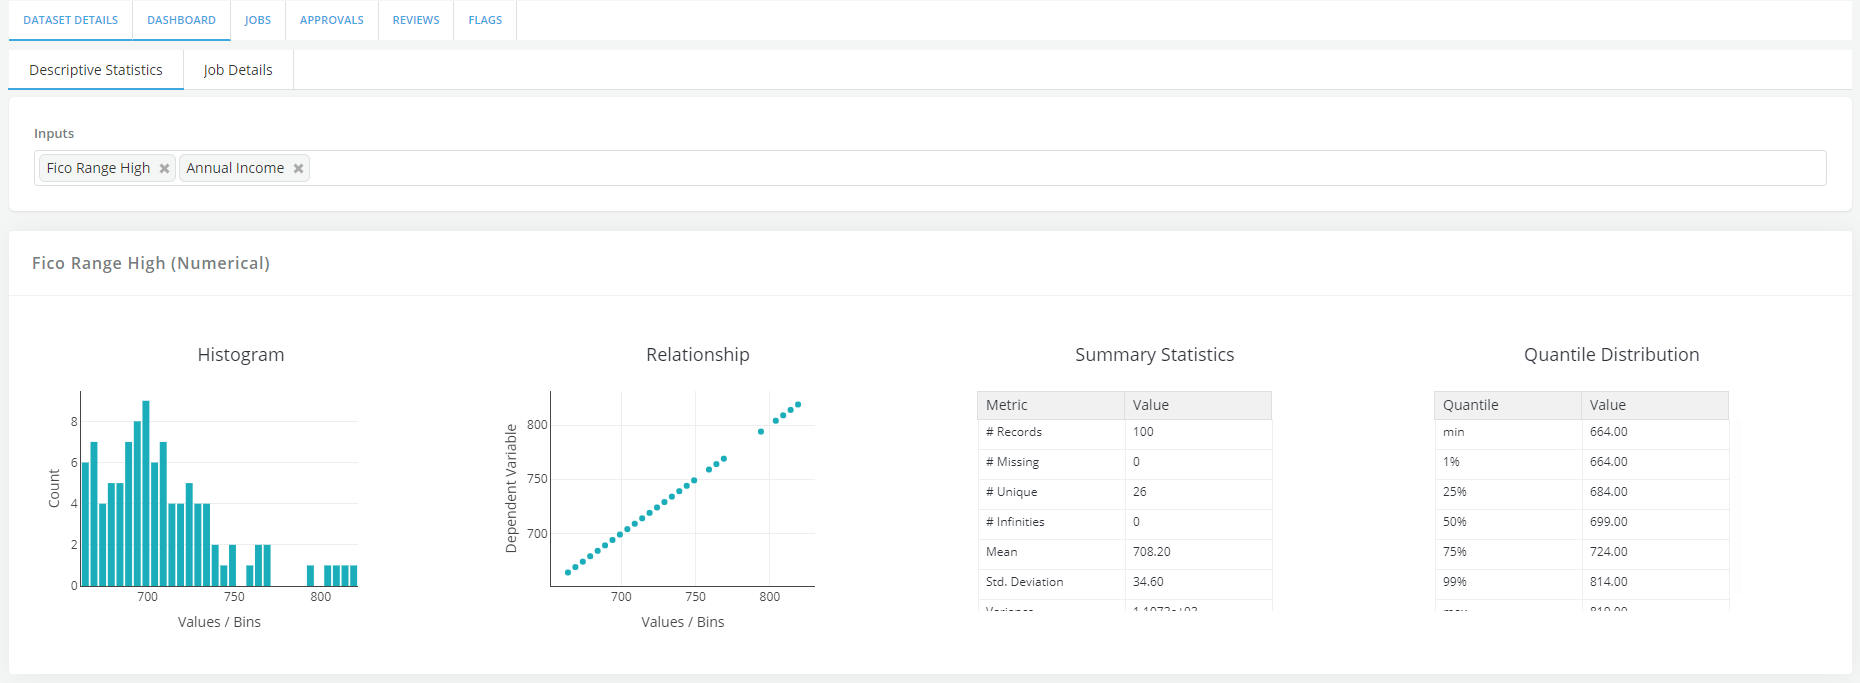 DATASET DETAILS DASHBOARD JOBS APPROVALS REVIEWS FLAGS
Descriptive Statistics Job Details
Inputs
Fico Range High Annual Income
Fico Range High (Numerical)
Histogram
Count
8
6
4
2
0
700 750 800
Values / Bins
Relationship
Dependent Variable
800
750
700
700 750 800
Values / Bins
Summary Statistics
Metric Value
# Records 100
# Missing 0
# Unique 26
# Infinities 0
Mean 708.20
Std. Deviation 34.60
Variance
Quantile Distribution
Quantile Value
min 664.00
1% 664.00
25% 684.00
50% 699.00
75% 724.00
99% 814.00
max 819.00